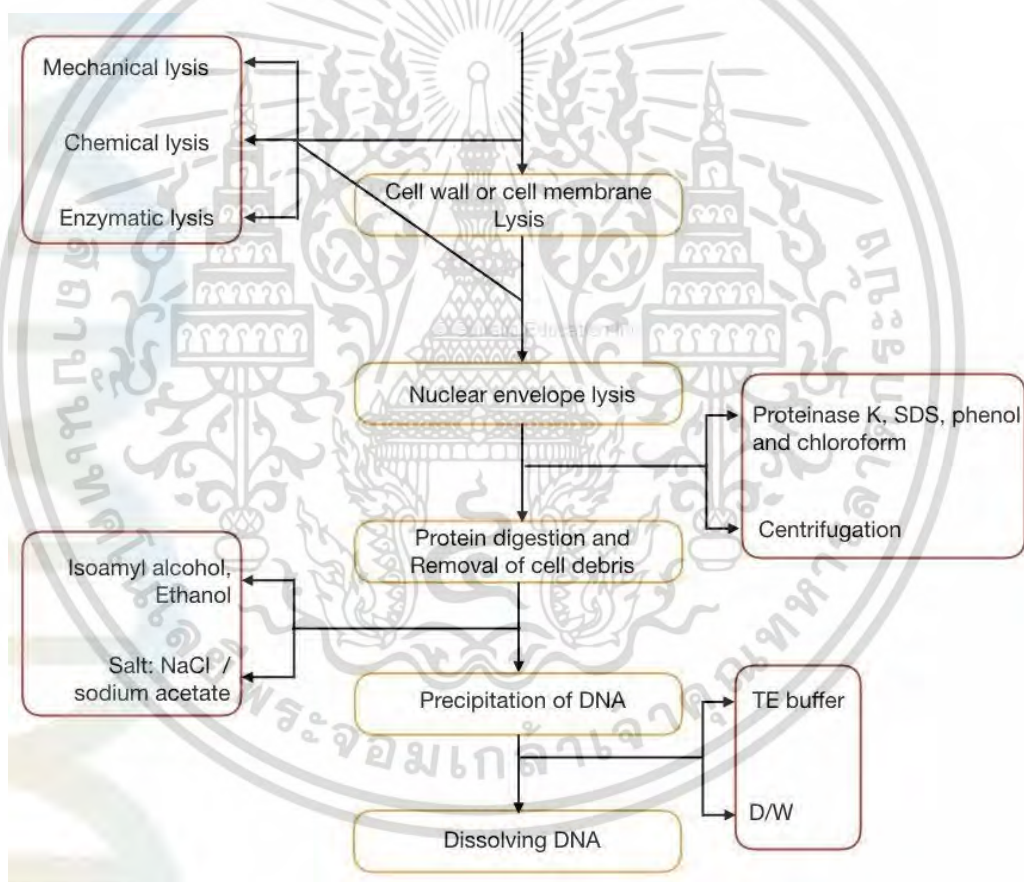 Mechanical lysis
Chemical lysis
Enzymatic lysis
Cell wall or cell membrane
Lysis
Nuclear envelope lysis
Proteinase K, SDS, phenol
and chloroform
Centrifugation
Protein digestion and
Removal of cell debris
Isoamyl alcohol,
Ethanol
Salt: NaCl /
sodium acetate
Precipitation of DNA
TE buffer
D/W
Dissolving DNA